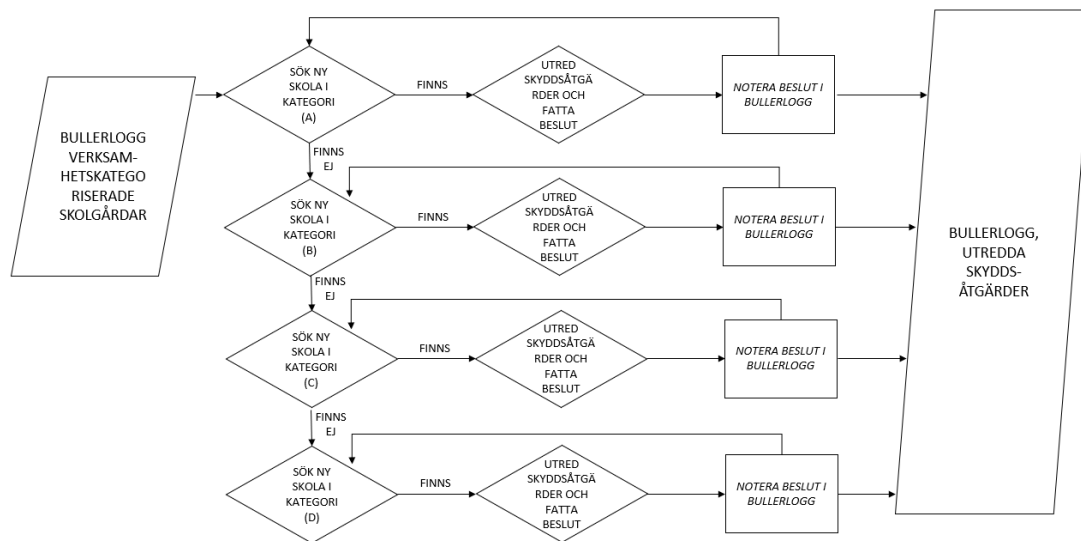 BULLERLOGG
VERKSAM-
HETSKATEGO
RISERADE
SKOLGÅRDAR
SÖK NY
SKOLA I
KATEGORI
(A)
FINNS
UTRED
SKYDDSÅTGÄ
RDER OCH
FATTA
BESLUT
NOTERA BESLUT I
BULLERLOGG
FINNS
EJ
SÖK NY
SKOLA I
KATEGORI
(B)
FINNS
UTRED
SKYDDSÅTGÄ
RDER OCH
FATTA
BESLUT
NOTERA BESLUT I
BULLERLOGG
FINNS
EJ
SÖK NY
SKOLA I
KATEGORI
(C)
FINNS
UTRED
SKYDDSÅTGÄ
RDER OCH
FATTA
BESLUT
NOTERA BESLUT I
BULLERLOGG
FINNS
EJ
SÖK NY
SKOLA I
KATEGORI
(D)
FINNS
UTRED
SKYDDSÅTGÄ
RDER OCH
FATTA
BESLUT
NOTERA BESLUT I
BULLERLOGG
BULLERLOGG,
UTREDDA
SKYDDS-
ÅTGÄRDER